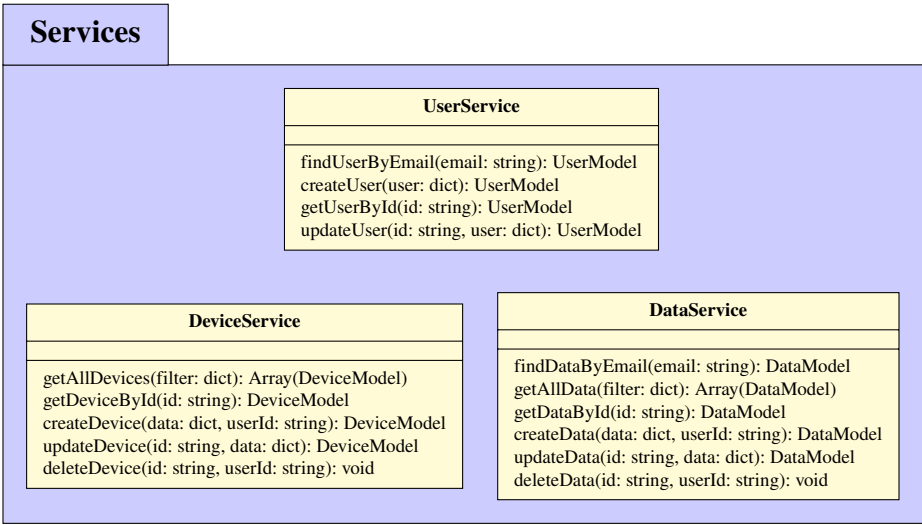 Services
UserService
findUserByEmail(email: string): UserModel
createUser(user: dict): UserModel
getUserById(id: string): UserModel
updateUser(id: string, user: dict): UserModel
DeviceService
getAllDevices(filter: dict): Array(DeviceModel)
getDeviceById(id: string): DeviceModel
createDevice(data: dict, userId: string): DeviceModel
updateDevice(id: string, data: dict): DeviceModel
deleteDevice(id: string, userId: string): void
DataService
findDataByEmail(email: string): DataModel
getAllData(filter: dict): Array(DataModel)
getDataById(id: string): DataModel
createData(data: dict, userId: string): DataModel
updateData(id: string, data: dict): DataModel
deleteData(id: string, userId: string): void